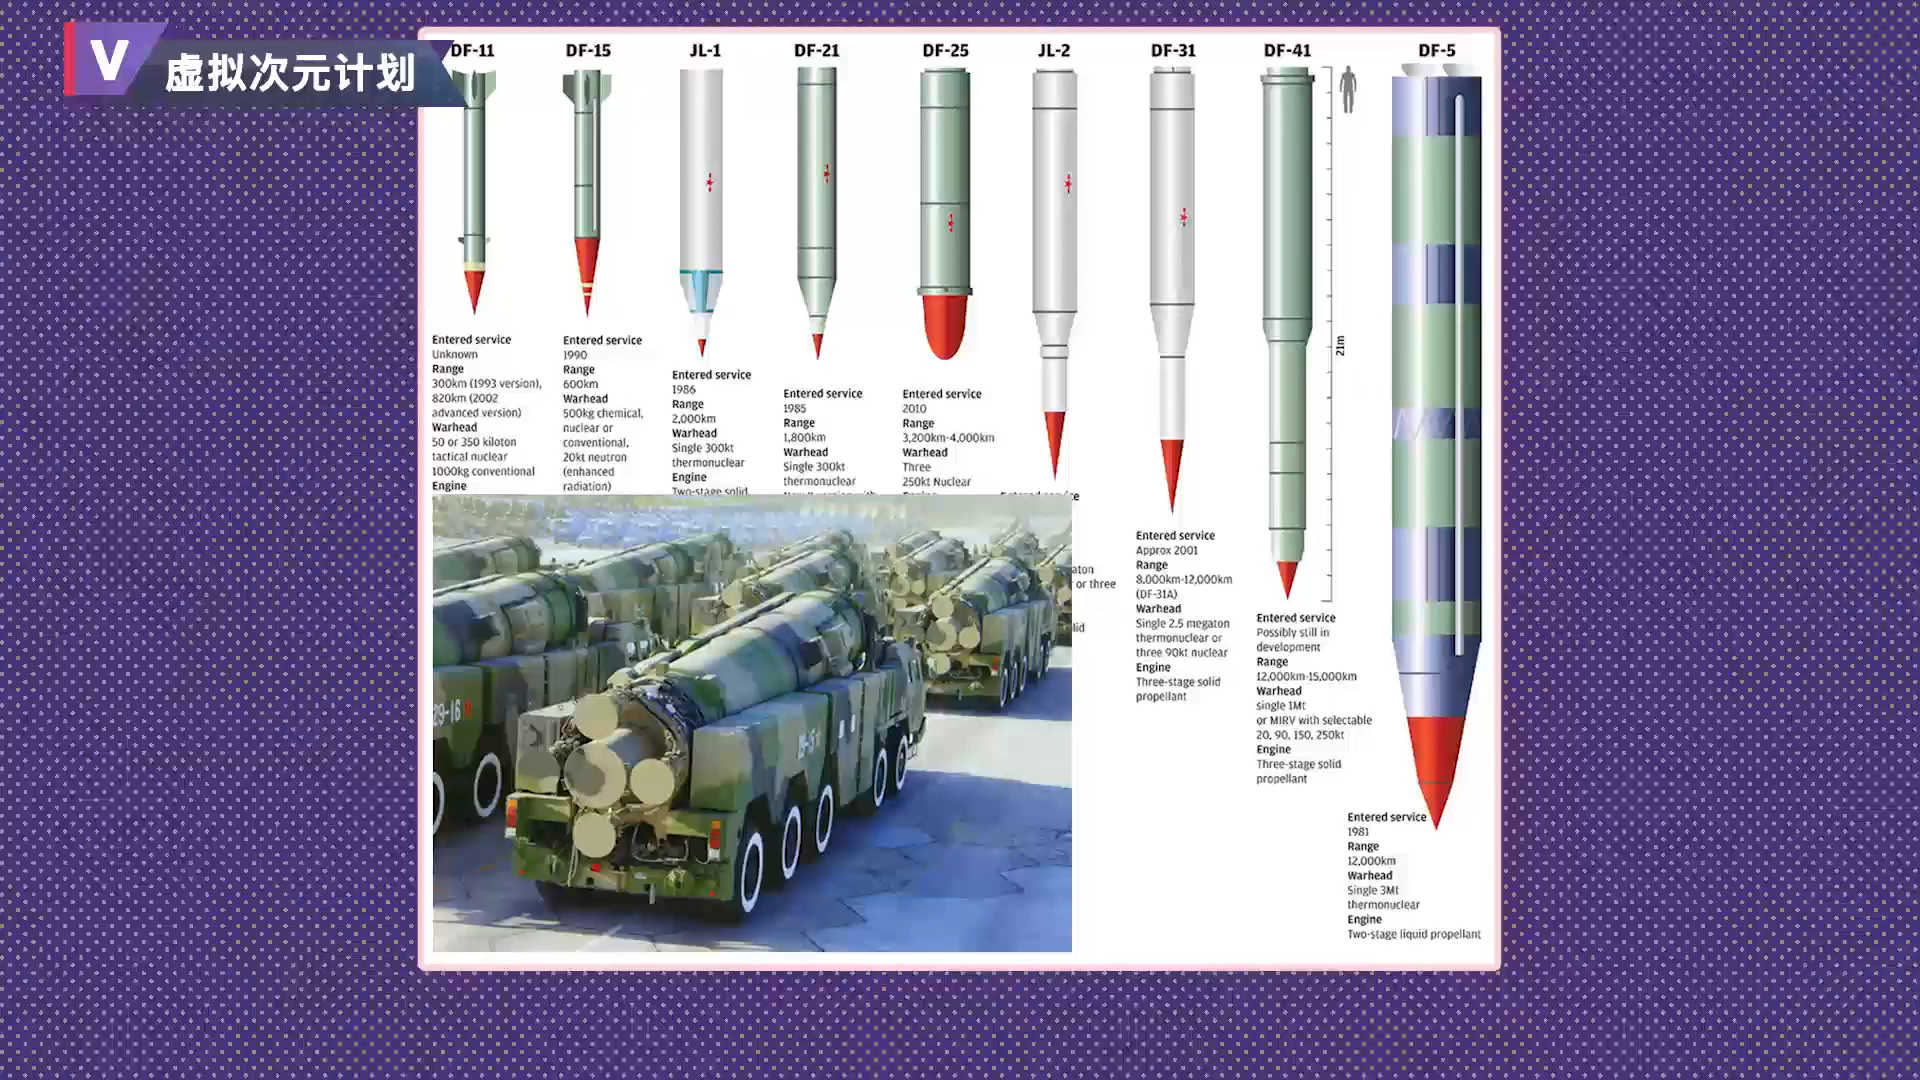 V 虚拟次元计划
DF-11
Entered service
Unknown
Range
300km (1993 version),
820km (2002
advanced version)
Warhead
50 or 350 kiloton
tactical nuclear
1000kg conventional
Engine
DF-15
Entered service
1990
Range
600km
Warhead
500kg chemical,
nuclear or
conventional,
20kt neutron
(enhanced
radiation)
JL-1
Entered service
1986
Range
2,000km
Warhead
Single 300kt
thermonuclear
Engine
Two-stage solid
DF-21
Entered service
1985
Range
1,800km
Warhead
Single 300kt
thermonuclear
DF-25
Entered service
2010
Range
3,200km-4,000km
Warhead
Three
250kt Nuclear
JL-2
or three
DF-31
Entered service
Approx 2001
Range
8,000km-12,000km
(DF-31A)
Warhead
Single 2.5 megaton
thermonuclear or
three 90kt nuclear
Engine
Three-stage solid
propellant
DF-41
21m
Entered service
Possibly still in
development
Range
12,000km-15,000km
Warhead
single 1Mt
or MIRV with selectable
20, 90, 150, 250kt
Engine
Three-stage solid
propellant
DF-5
Entered service
1981
Range
12,000km
Warhead
Single 3Mt
thermonuclear
Engine
Two-stage liquid propellant